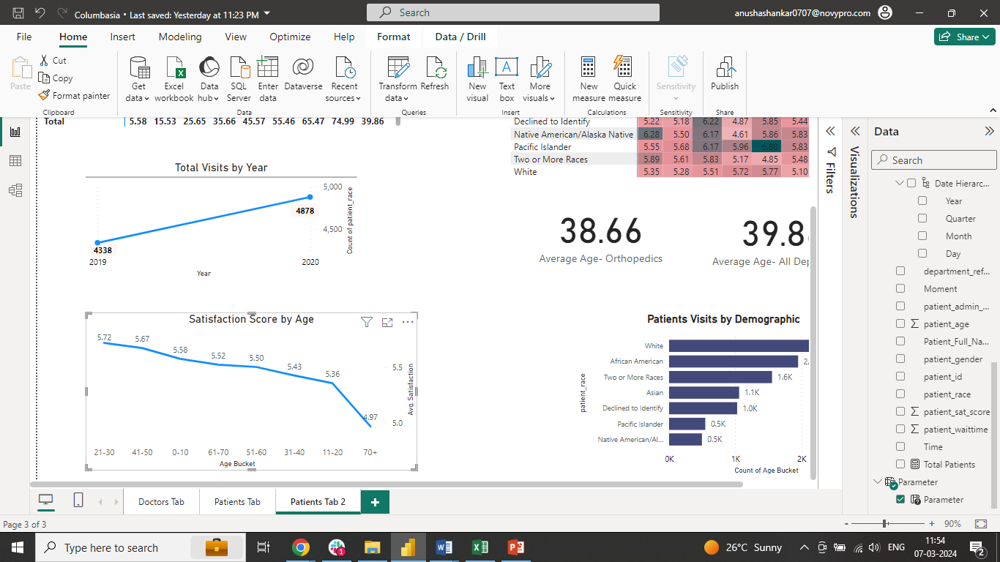 Columbasia • Last saved: Yesterday at 11:23 PM
Search
anushashankar0707@novypro.com
File Home Insert Modeling View Optimize Help Format Data / Drill
Share
Paste
Cut
Copy
Format painter
Clipboard
Get data
Excel workbook
Data hub
SQL Server
Enter data
Dataverse
Recent sources
Data
Transform data
Refresh
Queries
New visual
Text box
More visuals
Insert
New measure
Quick measure
Calculations
Sensitivity
Sensitivity
Publish
Share
Total 5.58 15.53 25.65 35.66 45.57 55.46 65.47 74.99 39.86
Declined to Identify 5.22 5.18 6.22 4.87 5.85 5.44
Native American/Alaska Native 6.28 5.50 6.17 4.61 5.86 5.83
Pacific Islander 5.55 5.68 6.17 5.96 6.80 5.83
Two or More Races 5.89 5.61 5.83 5.17 4.85 5.48
White 5.35 5.28 5.51 5.72 5.77 5.10
Total Visits by Year
5,000
4,500
Count of patient_race
4878
4338
2019 2020
Year
38.66
Average Age- Orthopedics
39.8
Average Age- All Dep
Satisfaction Score by Age
5.72 5.67 5.58 5.52 5.50 5.43 5.36 4.97
5.5
5.0
Avg. Satisfaction
21-30 41-50 0-10 61-70 51-60 31-40 11-20 70+
Age Bucket
Patients Visits by Demographic
patient_race
White
African American 2.
Two or More Races 1.6K
Asian 1.1K
Declined to Identify 1.0K
Pacific Islander 0.5K
Native American/Al... 0.5K
0K 1K 2K
Count of Age Bucket
Filters
Visualizations
Data
Search
Date Hierarc...
Year
Quarter
Month
Day
department_ref...
Moment
patient_admin_...
patient_age
Patient_Full_Na...
patient_gender
patient_id
patient_race
patient_sat_score
patient_waittime
Time
Total Patients
Parameter
Parameter
Doctors Tab Patients Tab Patients Tab 2
Page 3 of 3
- + 90%
Type here to search
1
26°C Sunny
ENG
11:54
07-03-2024
2